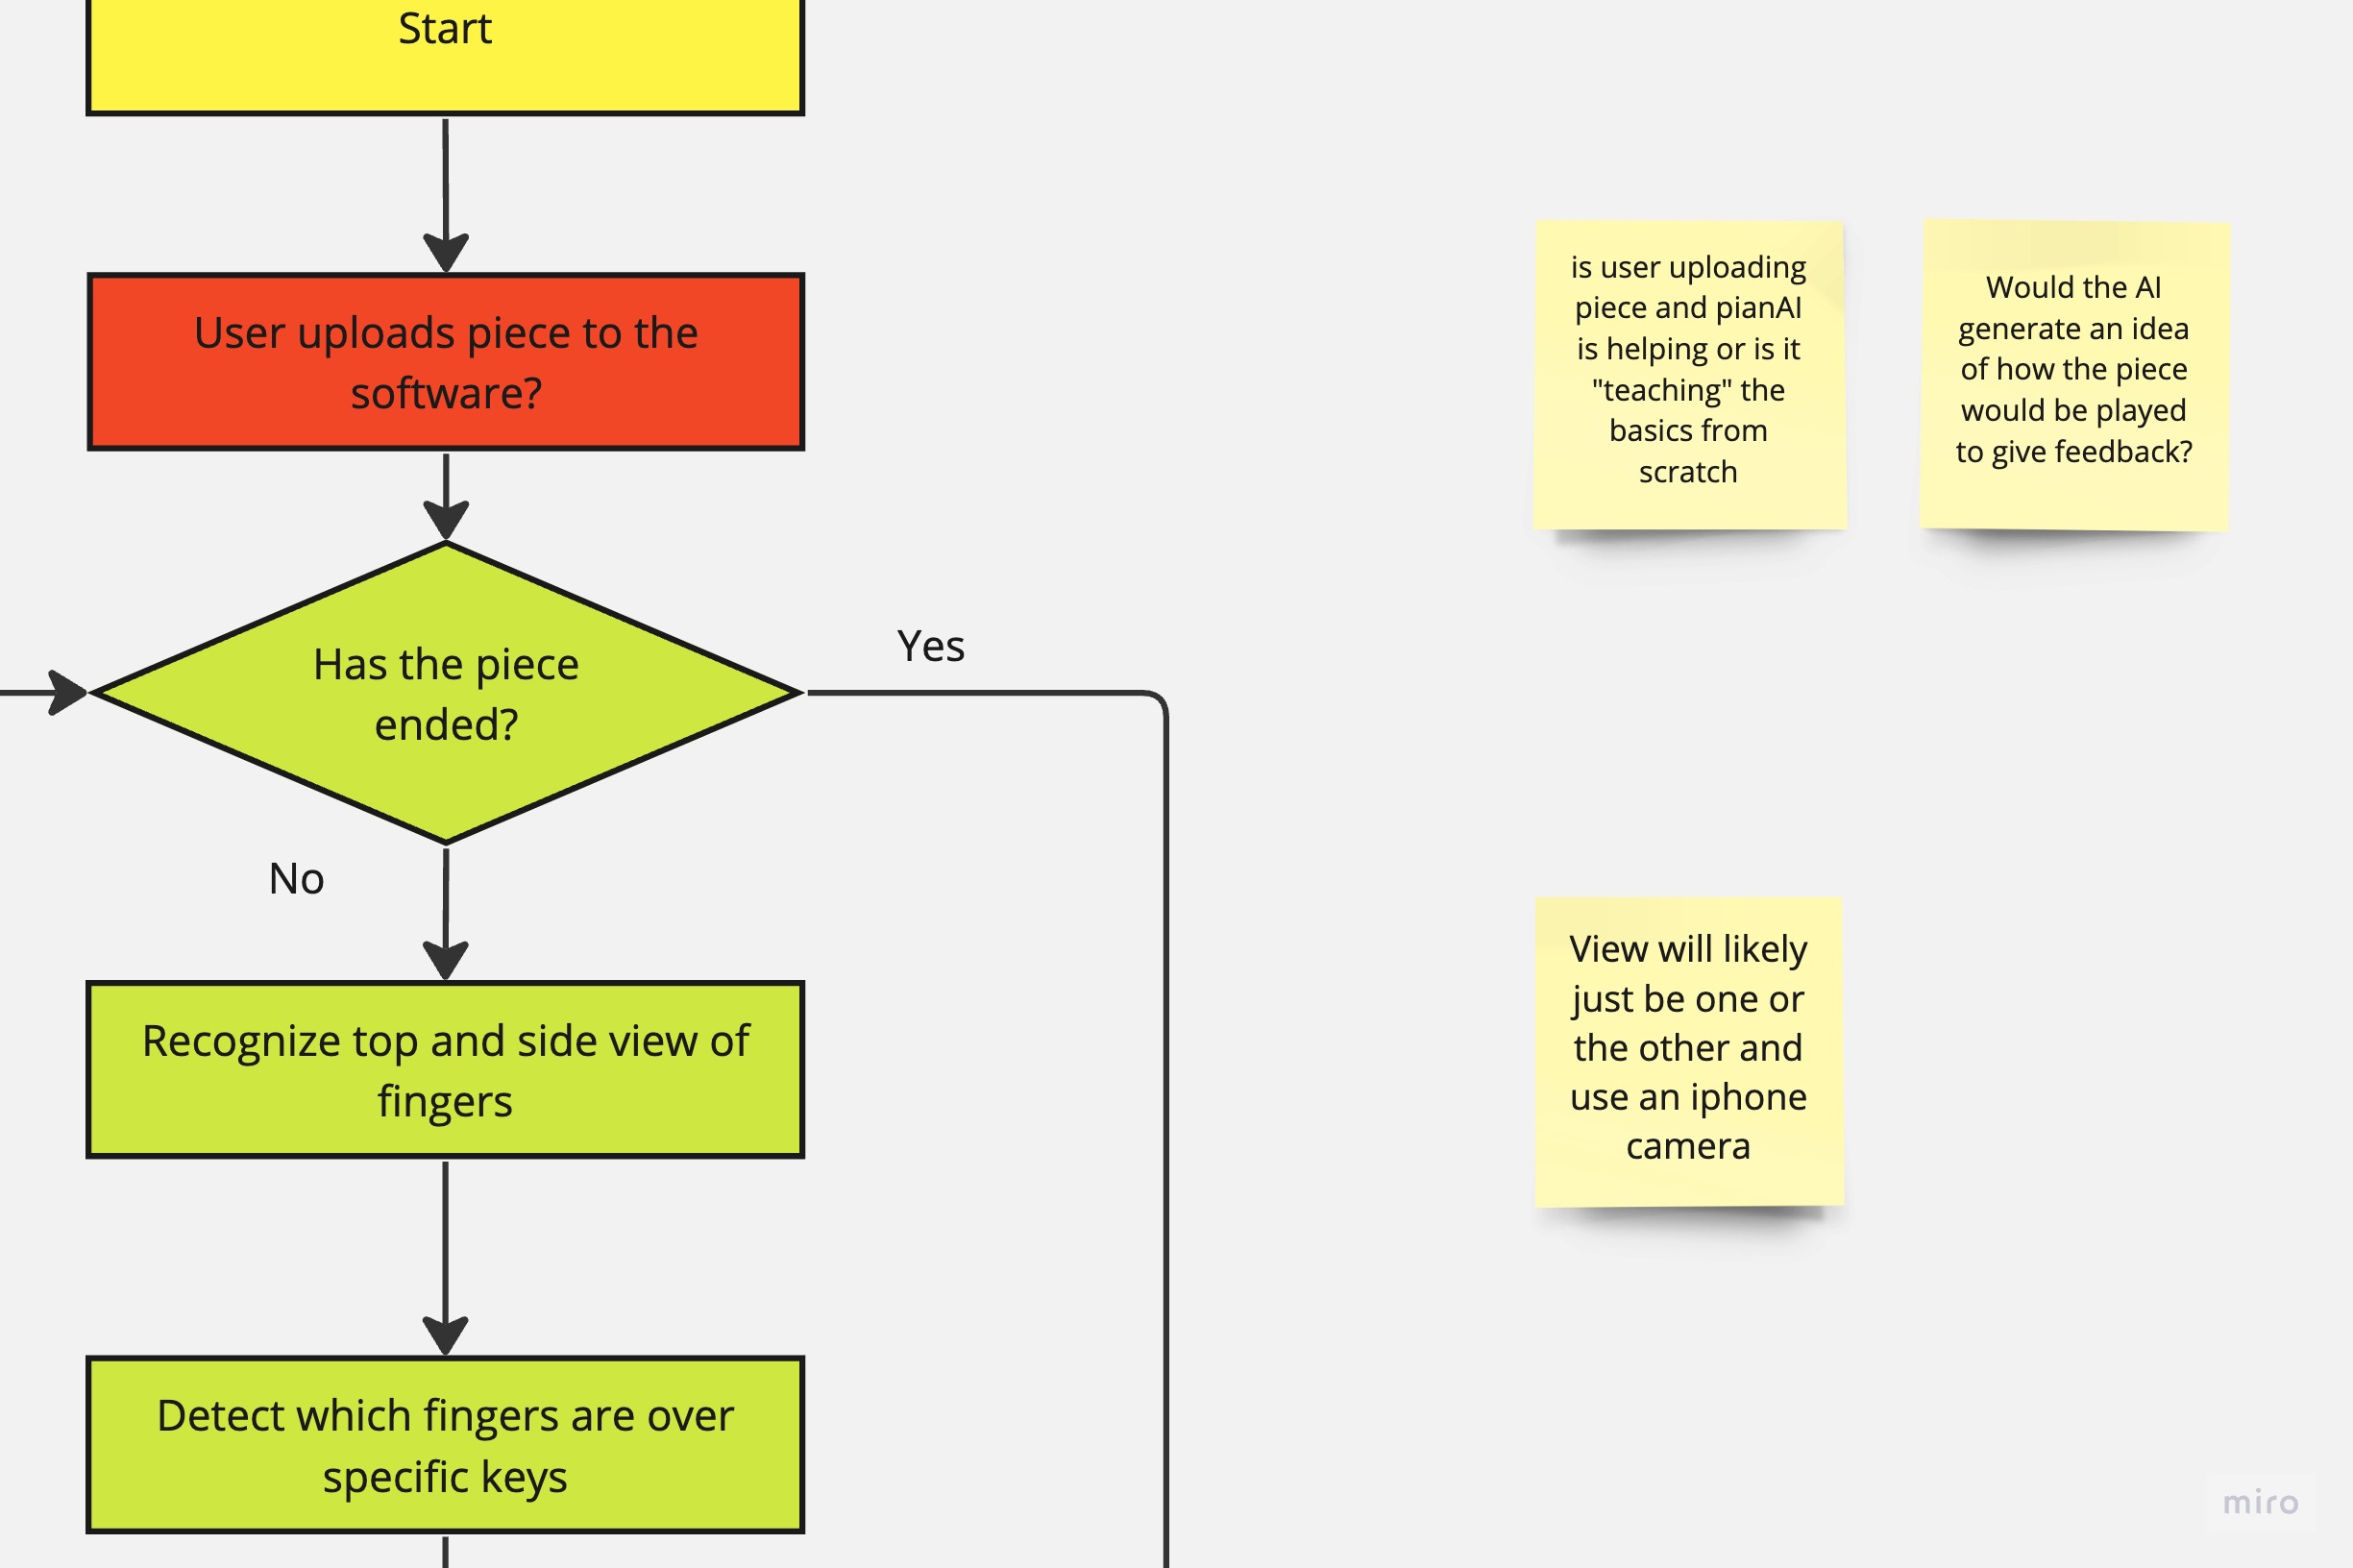 Start
User uploads piece to the
software?
Has the piece
ended?
Yes
No
Recognize top and side view of
fingers
Detect which fingers are over
specific keys
is user uploading
piece and pianAI
is helping or is it
"teaching" the
basics from
scratch
Would the AI
generate an idea
of how the piece
would be played
to give feedback?
View will likely
just be one or
the other and
use an iphone
camera
miro